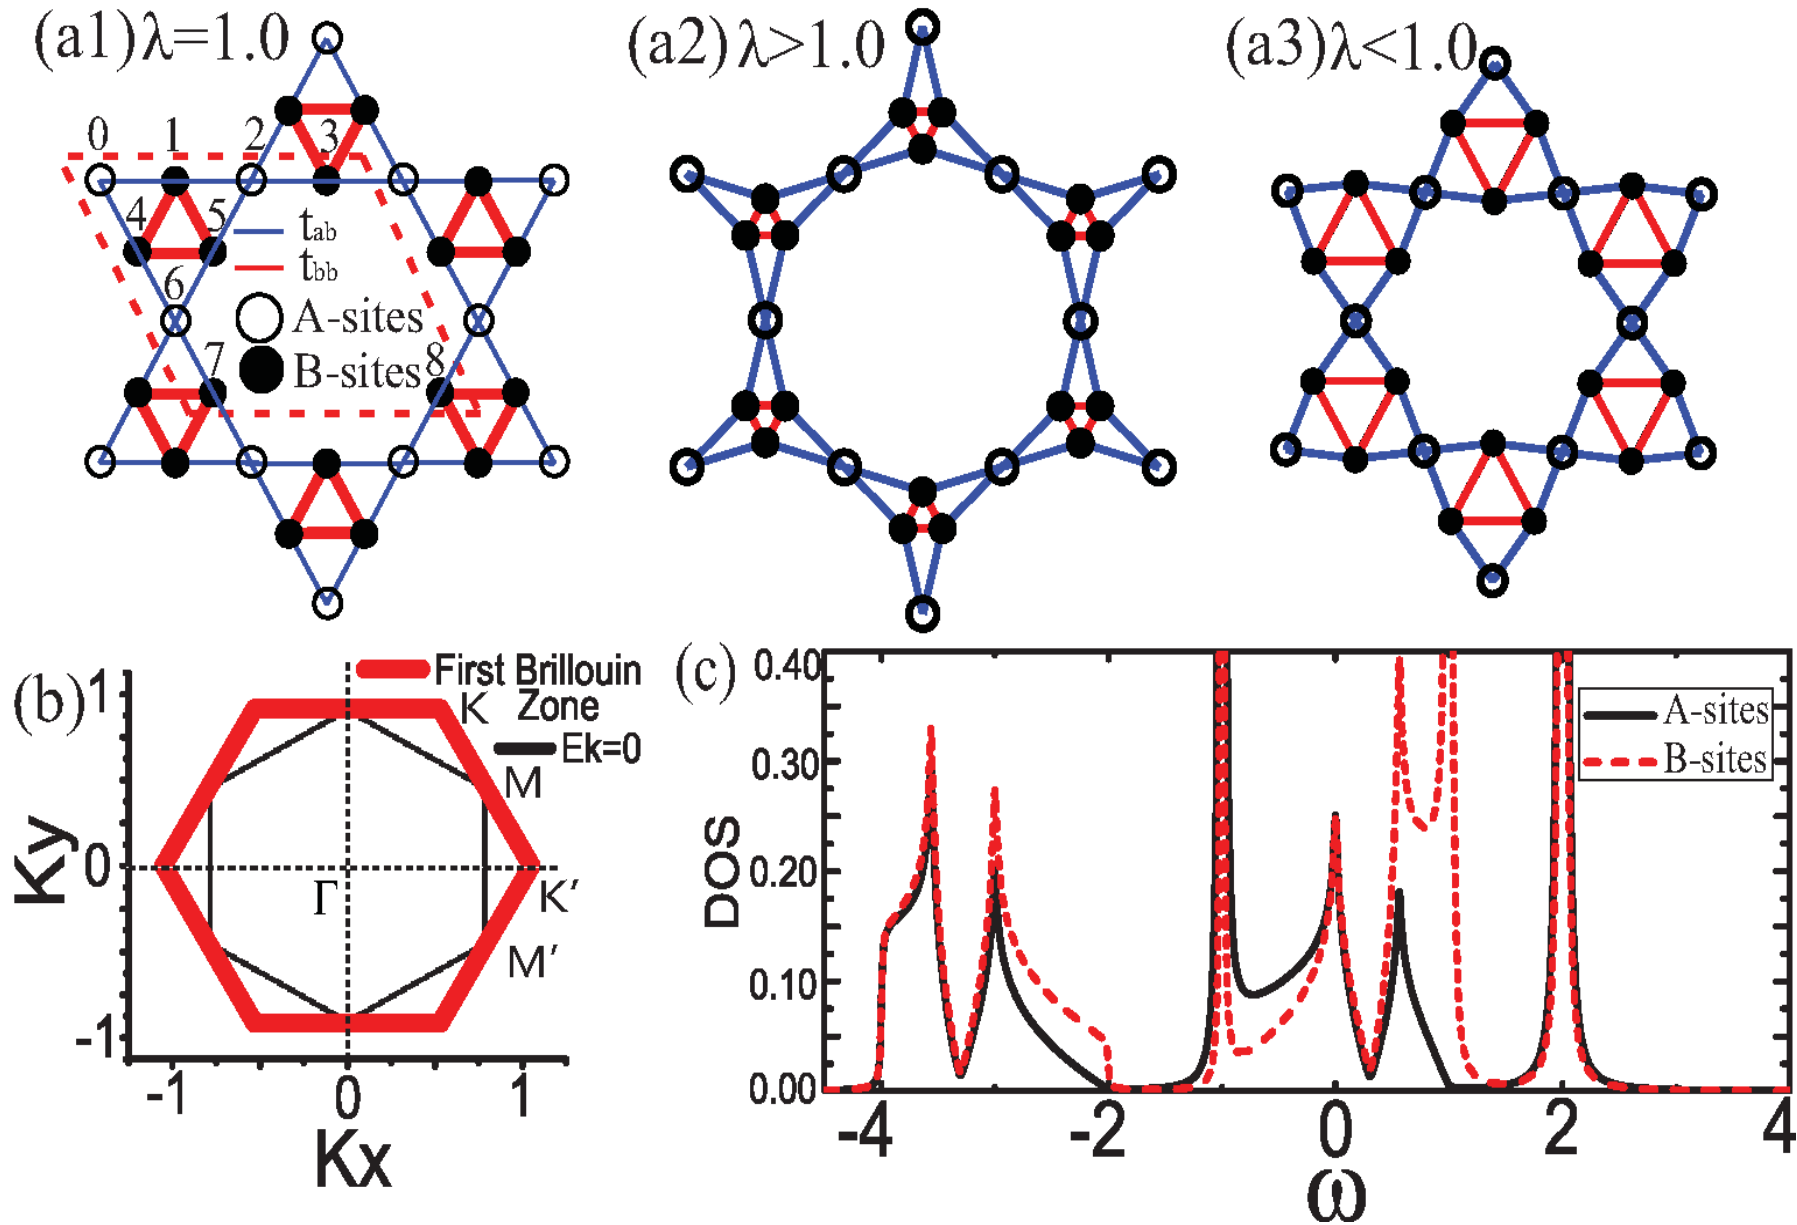 (a1) λ=1.0
(a2) λ>1.0
(a3) λ<1.0
0 1 2 3
4 5
t_ab
t_bb
6
A-sites
7 8
B-sites
(b)
First Brillouin
Zone
K
Ek=0
M
K′
M′
Γ
1
0
-1
Ky
-1 0 1
Kx
(c)
0.40
0.30
0.20
0.10
0.00
DOS
A-sites
B-sites
-4 -2 0 2 4
ω